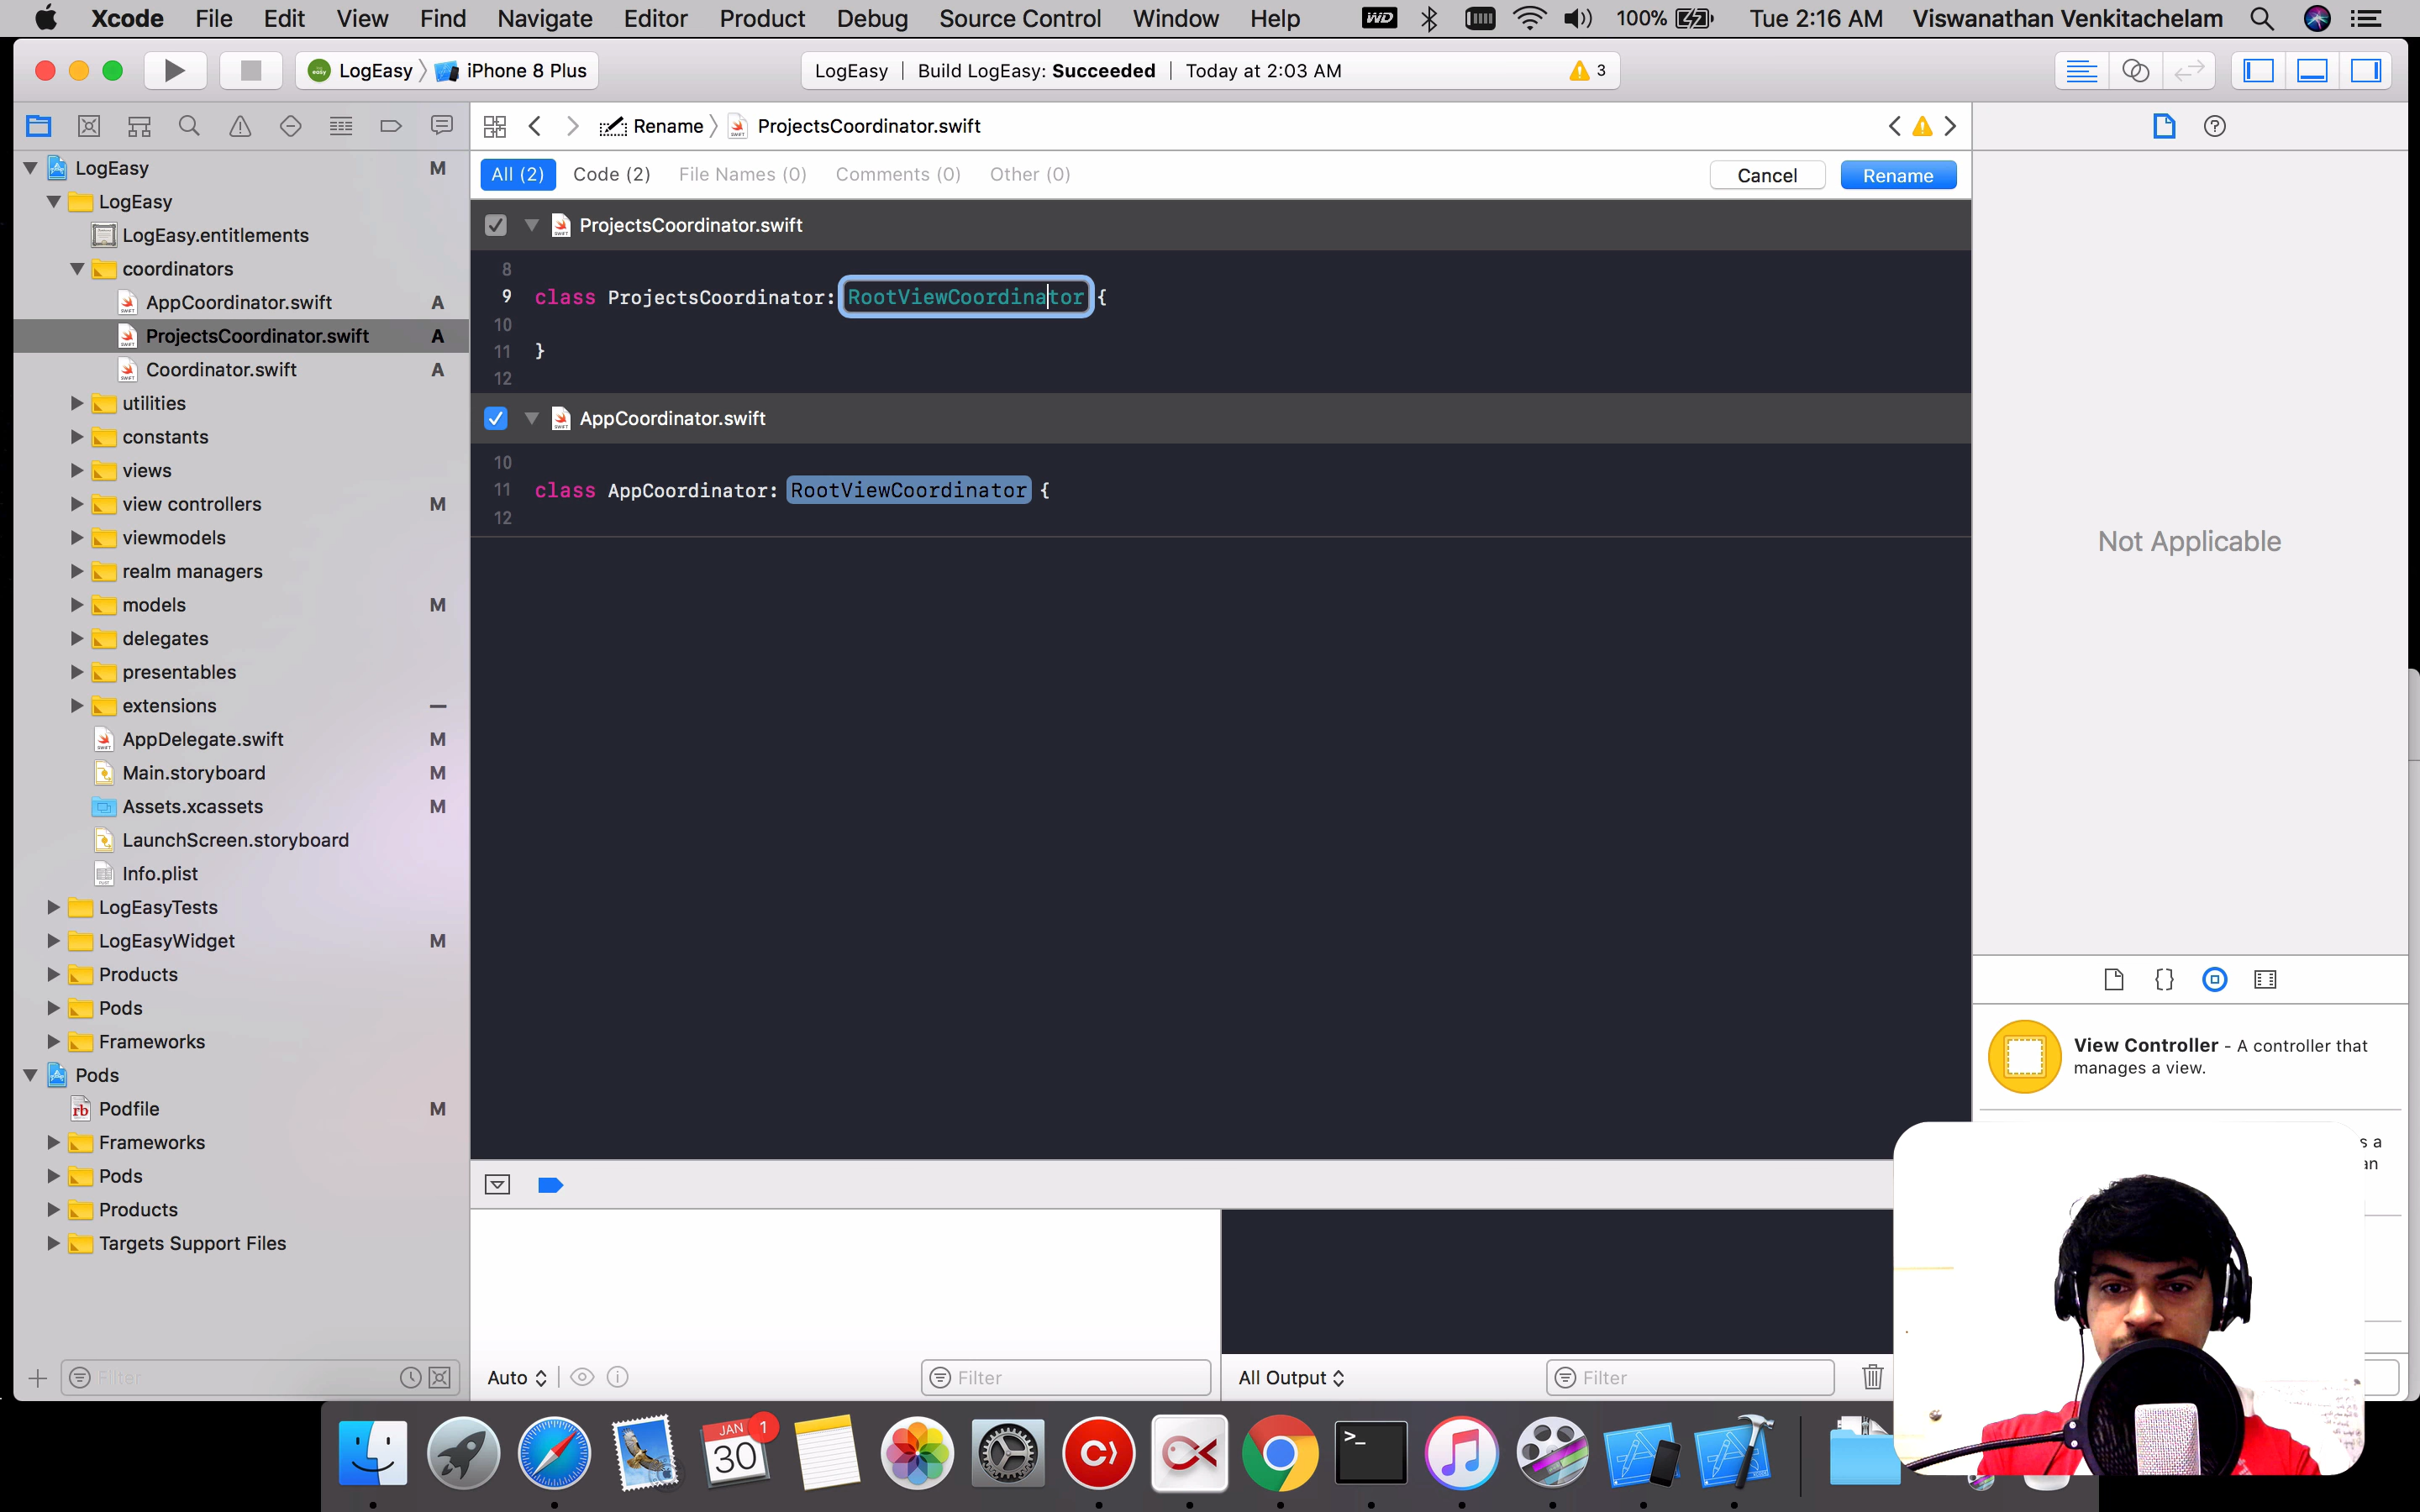 Xcode File Edit View Find Navigate Editor Product Debug Source Control Window Help WD 100% Tue 2:16 AM Viswanathan Venkitachelam
LogEasy iPhone 8 Plus LogEasy Build LogEasy: Succeeded Today at 2:03 AM 3
Rename ProjectsCoordinator.swift
All (2) Code (2) File Names (0) Comments (0) Other (0) Cancel Rename
LogEasy M
LogEasy
LogEasy.entitlements
coordinators
AppCoordinator.swift A
ProjectsCoordinator.swift A
Coordinator.swift A
utilities
constants
views
view controllers M
viewmodels
realm managers
models M
delegates
presentables
extensions
AppDelegate.swift M
Main.storyboard M
Assets.xcassets M
LaunchScreen.storyboard
Info.plist
LogEasyTests
LogEasyWidget M
Products
Pods
Frameworks
Pods
Podfile M
Frameworks
Pods
Products
Targets Support Files
Filter
ProjectsCoordinator.swift
8
9 class ProjectsCoordinator: RootViewCoordinator {
10
11 }
12
AppCoordinator.swift
10
11 class AppCoordinator: RootViewCoordinator {
12
Auto Filter
All Output Filter
Not Applicable
View Controller - A controller that
manages a view.
s a
an
JAN 1
30